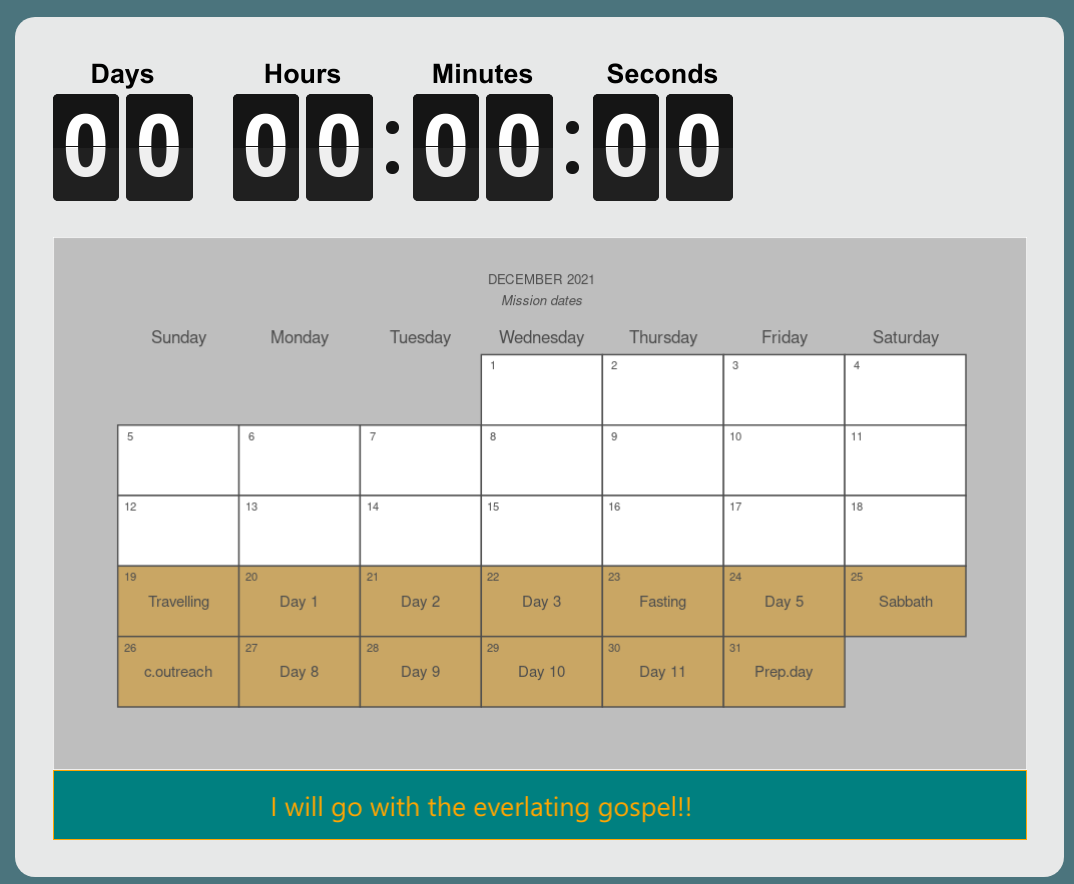 Days Hours Minutes Seconds
00 00 : 00 : 00
DECEMBER 2021
Mission dates
Sunday Monday Tuesday Wednesday Thursday Friday Saturday
1 2 3 4
5 6 7 8 9 10 11
12 13 14 15 16 17 18
19 20 21 22 23 24 25
Travelling Day 1 Day 2 Day 3 Fasting Day 5 Sabbath
26 27 28 29 30 31
c.outreach Day 8 Day 9 Day 10 Day 11 Prep.day
I will go with the everlating gospel!!